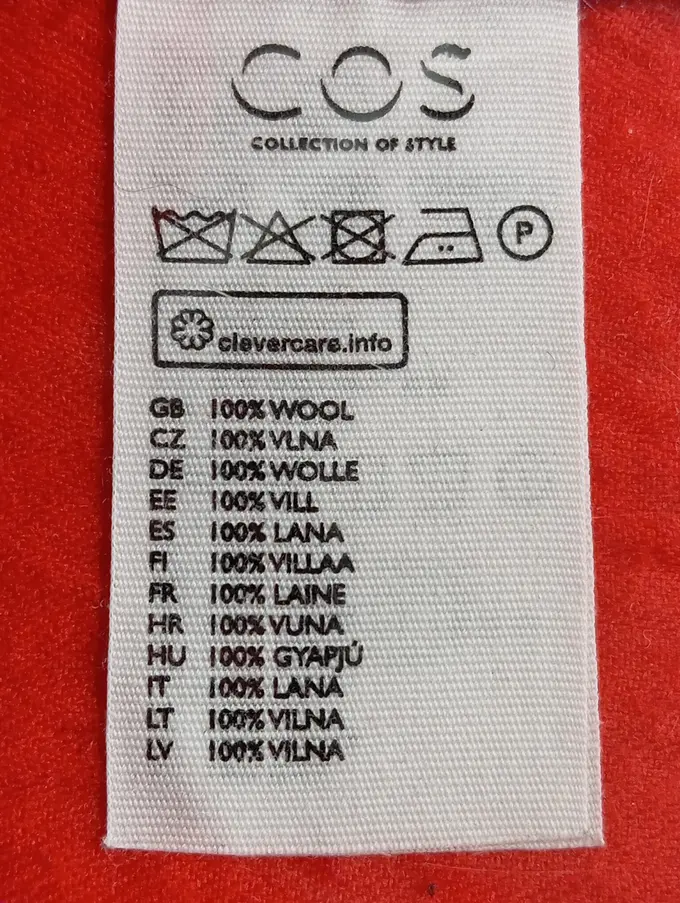 COS
COLLECTION OF STYLE
P
clevercare.info
GB 100% WOOL
CZ 100% VLNA
DE 100% WOLLE
EE 100% VILL
ES 100% LANA
FI 100% VILLAA
FR 100% LAINE
HR 100% VUNA
HU 100% GYAPJÚ
IT 100% LANA
LT 100% VILNA
LV 100% VILNA